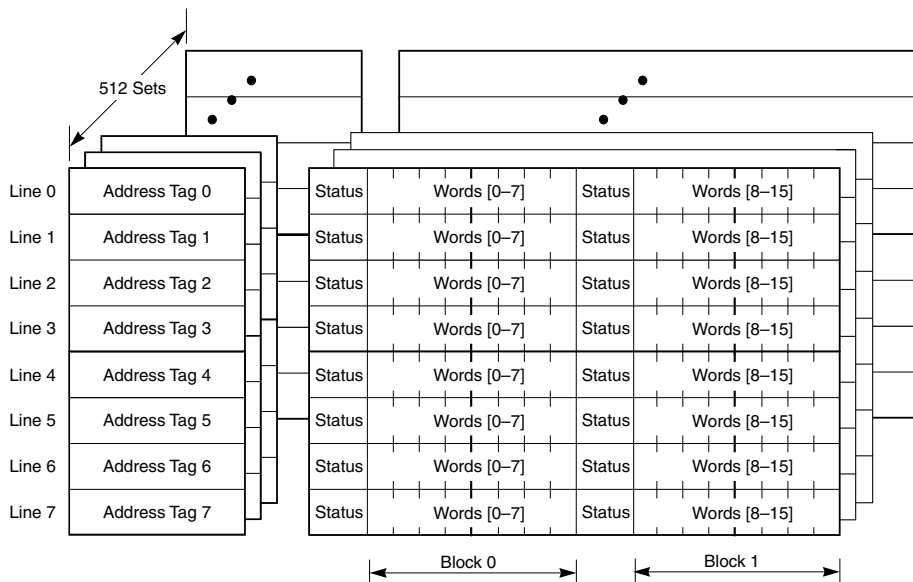 512 Sets
Line 0 Address Tag 0 Status Words [0–7] Status Words [8–15]
Line 1 Address Tag 1 Status Words [0–7] Status Words [8–15]
Line 2 Address Tag 2 Status Words [0–7] Status Words [8–15]
Line 3 Address Tag 3 Status Words [0–7] Status Words [8–15]
Line 4 Address Tag 4 Status Words [0–7] Status Words [8–15]
Line 5 Address Tag 5 Status Words [0–7] Status Words [8–15]
Line 6 Address Tag 6 Status Words [0–7] Status Words [8–15]
Line 7 Address Tag 7 Status Words [0–7] Status Words [8–15]
Block 0 Block 1